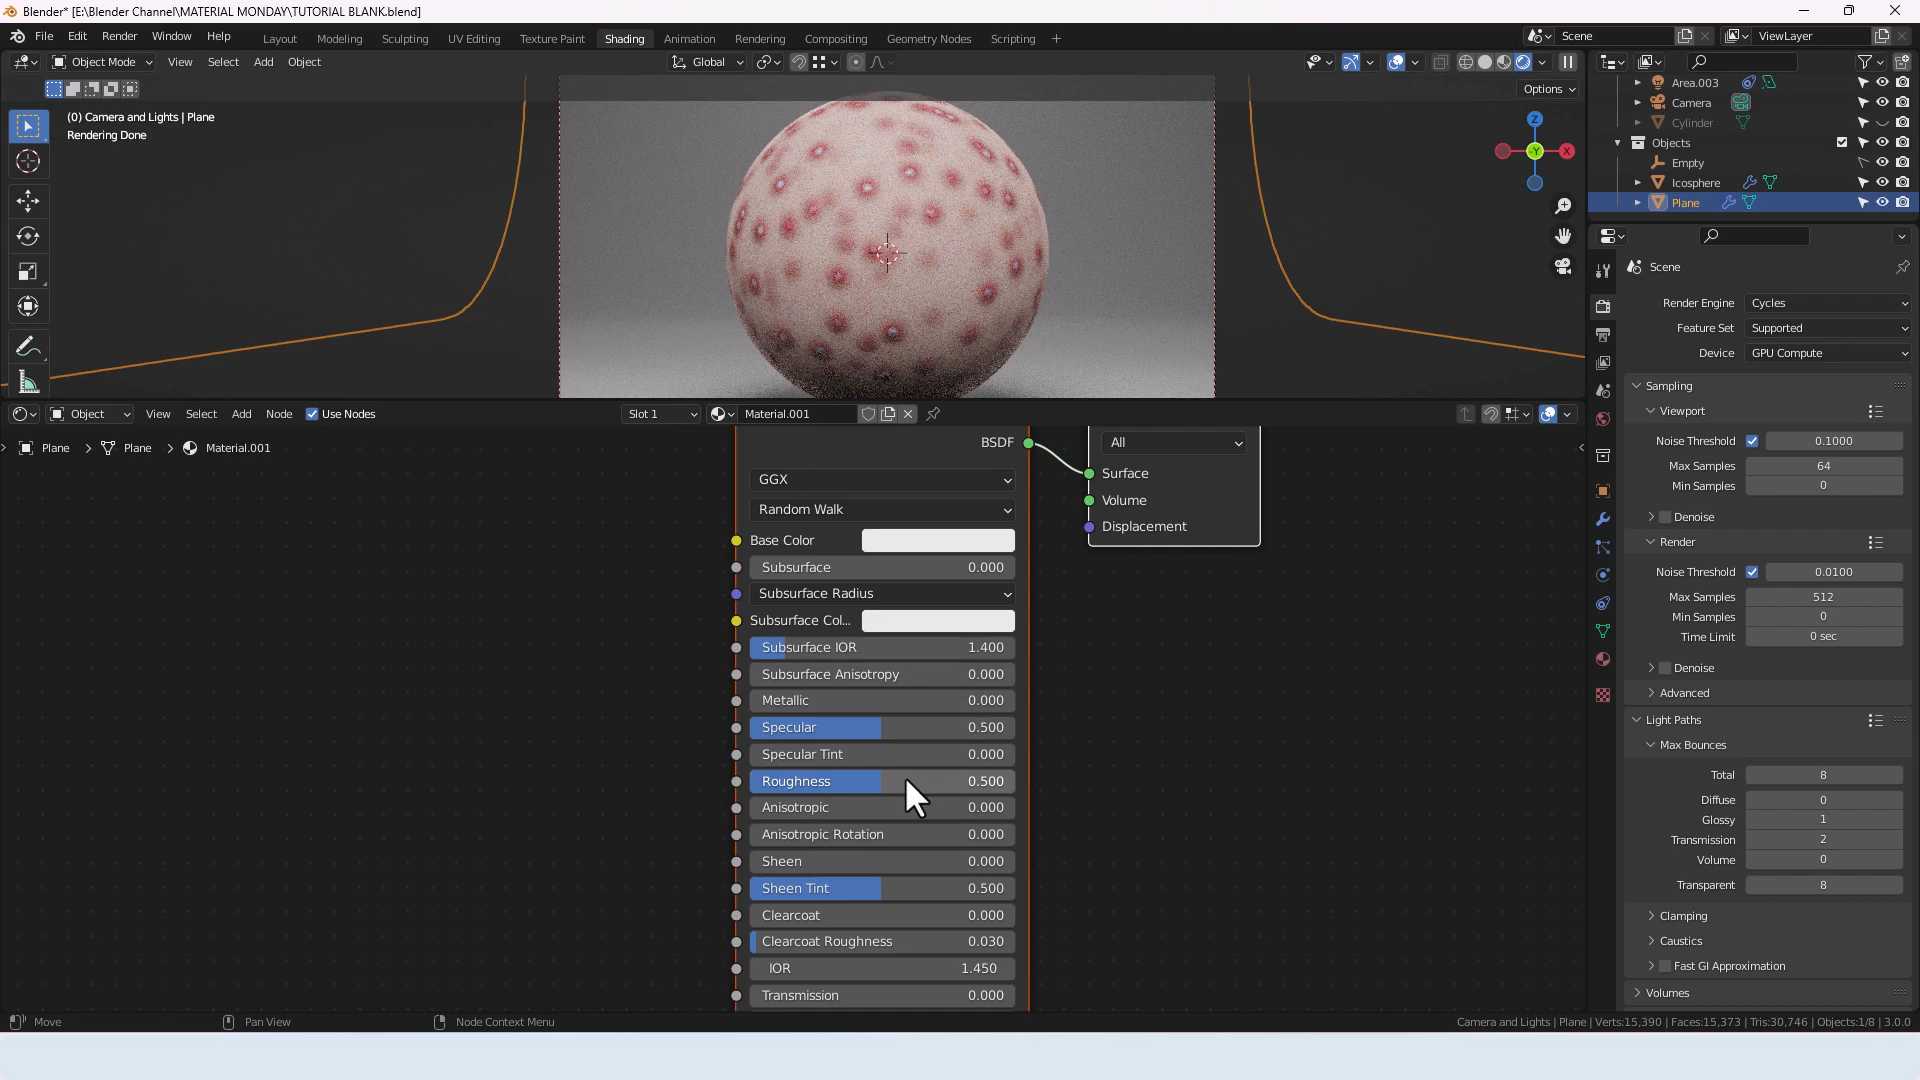 Blender* [E:\Blender Channel\MATERIAL MONDAY\TUTORIAL BLANK.blend]
File Edit Render Window Help Layout Modeling Sculpting UV Editing Texture Paint Shading Animation Rendering Compositing Geometry Nodes Scripting + Scene ViewLayer
Object Mode View Select Add Object Global
Options
(0) Camera and Lights | Plane
Rendering Done
Z
-Y
X
Area.003
Camera
Cylinder
Objects
Empty
Icosphere
Plane
Scene
Render Engine Cycles
Feature Set Supported
Device GPU Compute
Sampling
Viewport
Noise Threshold 0.1000
Max Samples 64
Min Samples 0
Denoise
Render
Noise Threshold 0.0100
Max Samples 512
Min Samples 0
Time Limit 0 sec
Denoise
Advanced
Light Paths
Max Bounces
Total 8
Diffuse 0
Glossy 1
Transmission 2
Volume 0
Transparent 8
Clamping
Caustics
Fast GI Approximation
Volumes
Object View Select Add Node Use Nodes Slot 1 Material.001
Plane Plane Material.001
BSDF
GGX
Random Walk
Base Color
Subsurface 0.000
Subsurface Radius
Subsurface Col...
Subsurface IOR 1.400
Subsurface Anisotropy 0.000
Metallic 0.000
Specular 0.500
Specular Tint 0.000
Roughness 0.500
Anisotropic 0.000
Anisotropic Rotation 0.000
Sheen 0.000
Sheen Tint 0.500
Clearcoat 0.000
Clearcoat Roughness 0.030
IOR 1.450
Transmission 0.000
All
Surface
Volume
Displacement
Move Pan View Node Context Menu Camera and Lights | Plane | Verts:15,390 | Faces:15,373 | Tris:30,746 | Objects:1/8 | 3.0.0